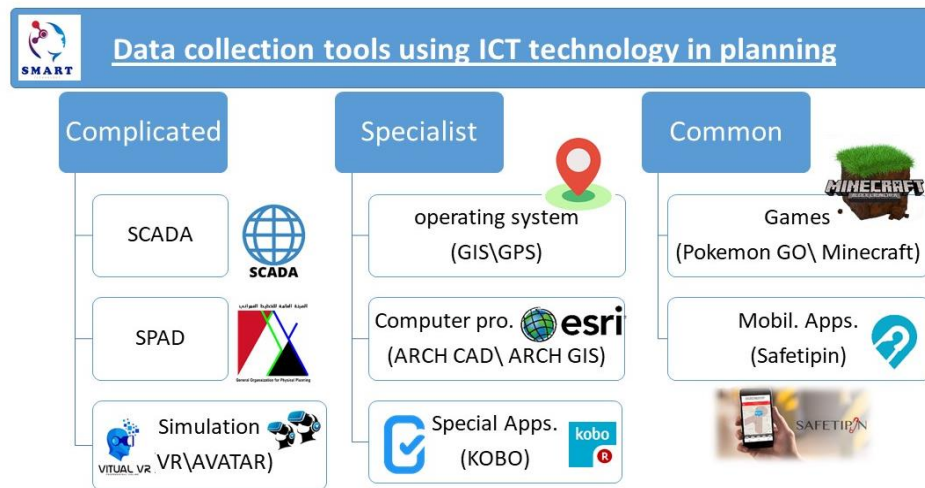 SMART
Data collection tools using ICT technology in planning
Complicated
Specialist
Common
SCADA
SCADA
SPAD
General Organization for Physical Planning
Simulation
VR\AVATAR)
VITUAL VR
operating system
(GIS\GPS)
Computer pro.
esri
(ARCH CAD\ ARCH GIS)
Special Apps.
(KOBO)
kobo
R
MINECRAFT
Games
(Pokemon GO\ Minecraft)
Mobil. Apps.
(Safetipin)
SAFETIPIN